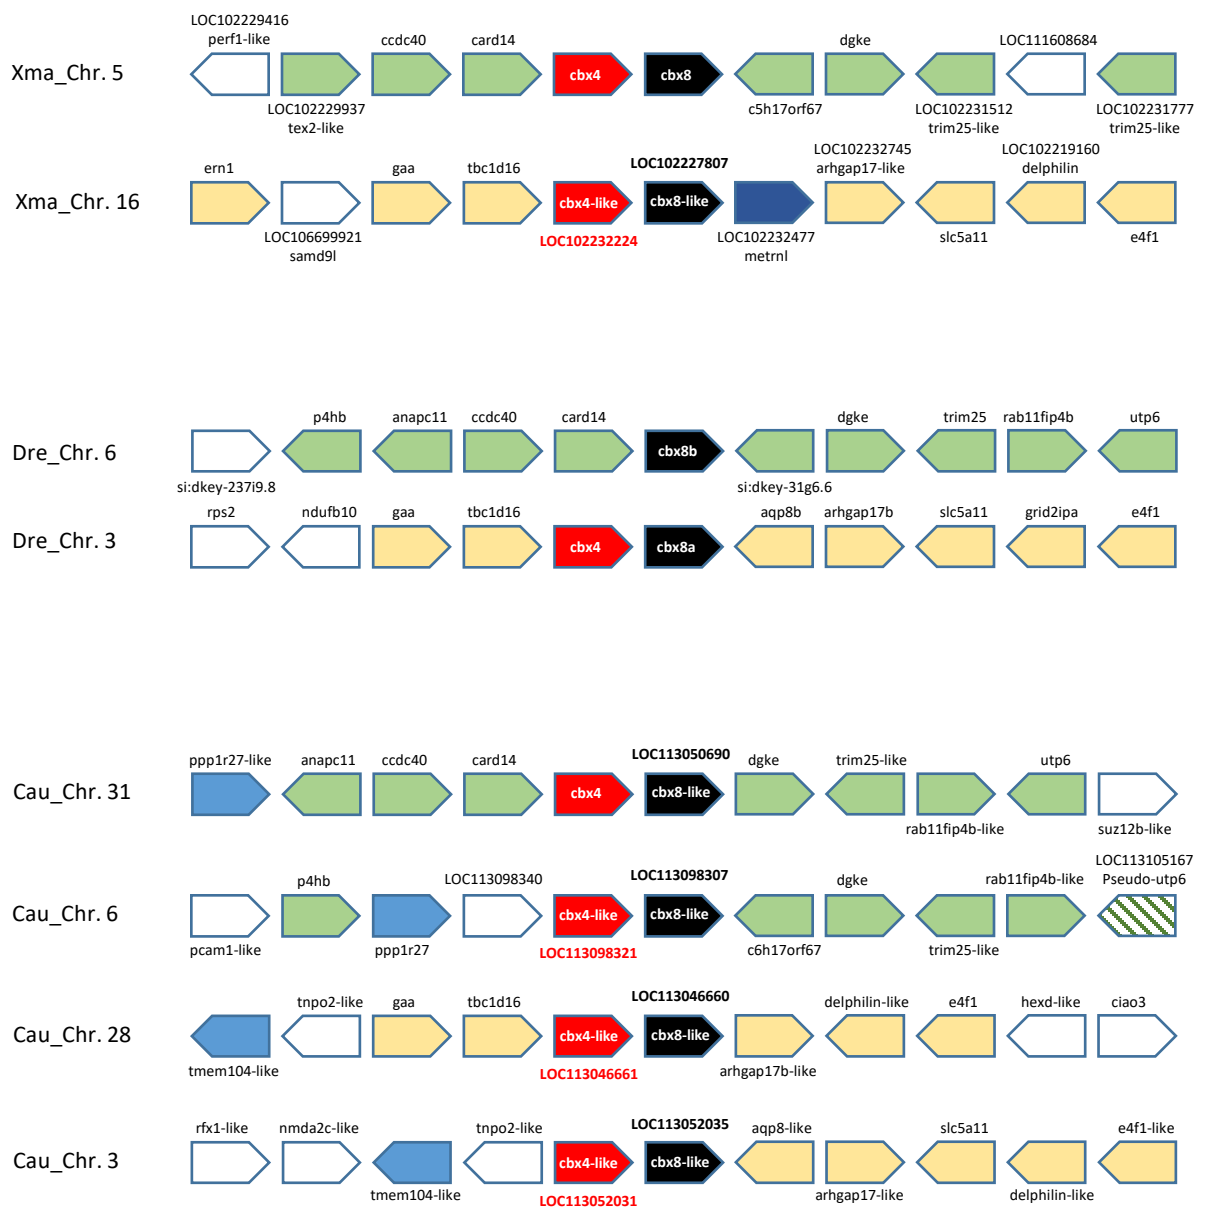 LOC102229416
perf1-like
ccdc40
card14
dgke
LOC111608684
Xma_Chr. 5
cbx4
cbx8
LOC102229937
tex2-like
c5h17orf67
LOC102231512
trim25-like
LOC102231777
trim25-like
ern1
gaa
tbc1d16
LOC102227807
LOC102232745
arhgap17-like
LOC102219160
delphilin
Xma_Chr. 16
cbx4-like
cbx8-like
LOC106699921
samd9l
LOC102232224
LOC102232477
metrnl
slc5a11
e4f1
p4hb
anapc11
ccdc40
card14
dgke
trim25
rab11fip4b
utp6
Dre_Chr. 6
cbx8b
si:dkey-237i9.8
si:dkey-31g6.6
rps2
ndufb10
gaa
tbc1d16
aqp8b
arhgap17b
slc5a11
grid2ipa
e4f1
Dre_Chr. 3
cbx4
cbx8a
ppp1r27-like
anapc11
ccdc40
card14
LOC113050690
dgke
trim25-like
utp6
Cau_Chr. 31
cbx4
cbx8-like
rab11fip4b-like
suz12b-like
p4hb
LOC113098340
LOC113098307
dgke
rab11fip4b-like
LOC113105167
Pseudo-utp6
Cau_Chr. 6
cbx4-like
cbx8-like
pcam1-like
ppp1r27
LOC113098321
c6h17orf67
trim25-like
tnpo2-like
gaa
tbc1d16
LOC113046660
delphilin-like
e4f1
hexd-like
ciao3
Cau_Chr. 28
cbx4-like
cbx8-like
tmem104-like
LOC113046661
arhgap17b-like
rfx1-like
nmda2c-like
tnpo2-like
LOC113052035
aqp8-like
slc5a11
e4f1-like
Cau_Chr. 3
cbx4-like
cbx8-like
tmem104-like
LOC113052031
arhgap17-like
delphilin-like